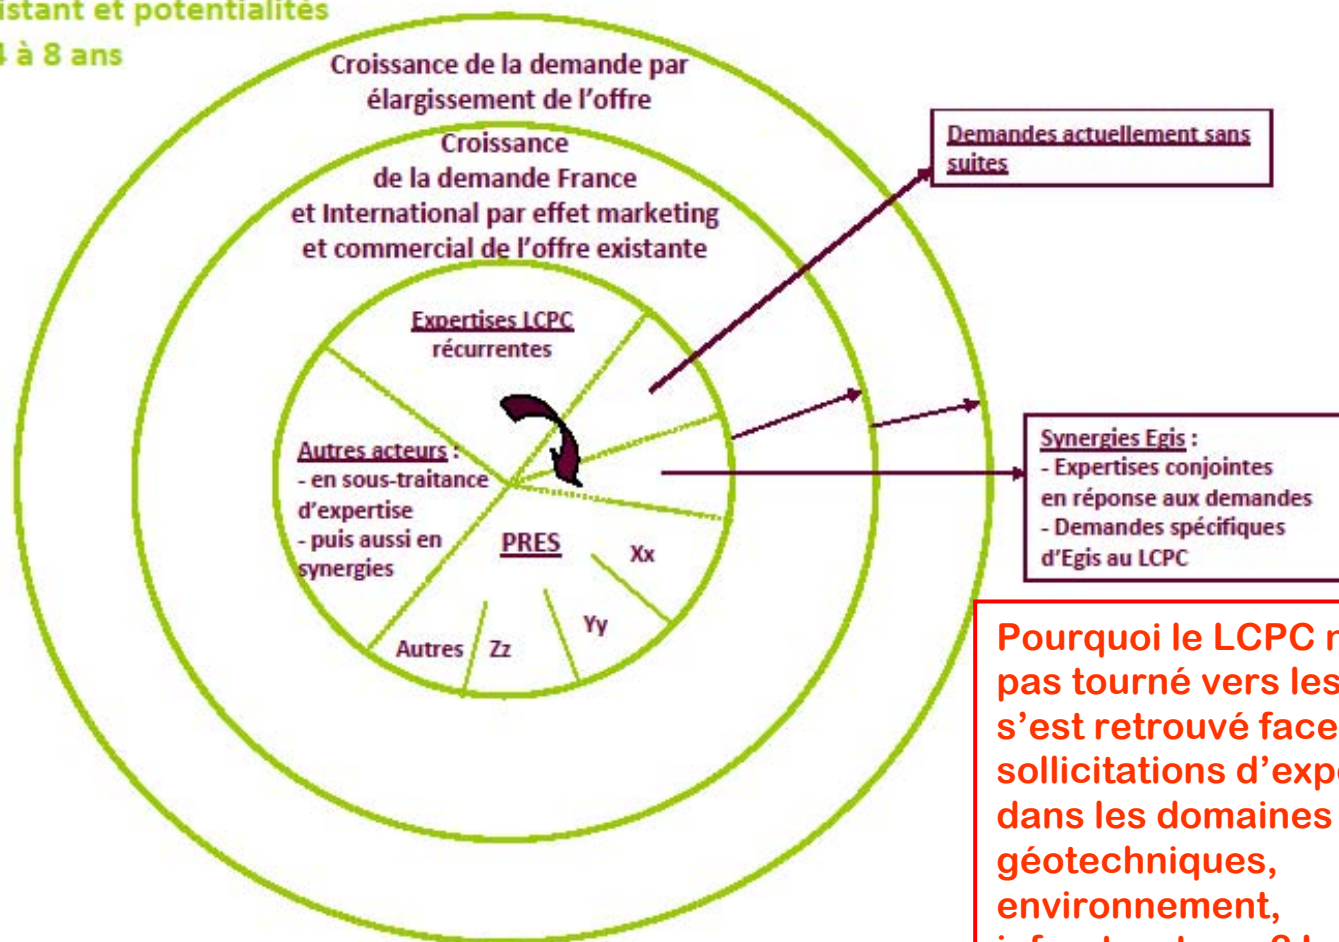 et potentialités
à 8 ans
Croissance de la demande par
élargissement de l'offre
Croissance
de la demande France
et International par effet marketing
et commercial de l'offre existante
Demandes actuellement sans
suites
Expertises LCPC
récurrentes
Autres acteurs :
- en sous-traitance
d'expertise
- puis aussi en
synergies
Synergies Egis :
- Expertises conjointes
en réponse aux demandes
- Demandes spécifiques
d'Egis au LCPC
PRES
Xx
Yy
Zz
Autres
Pourquoi le LCPC
pas tourné vers les
s'est retrouvé face
sollicitations
dans les domaines
géotechniques,
environnement,